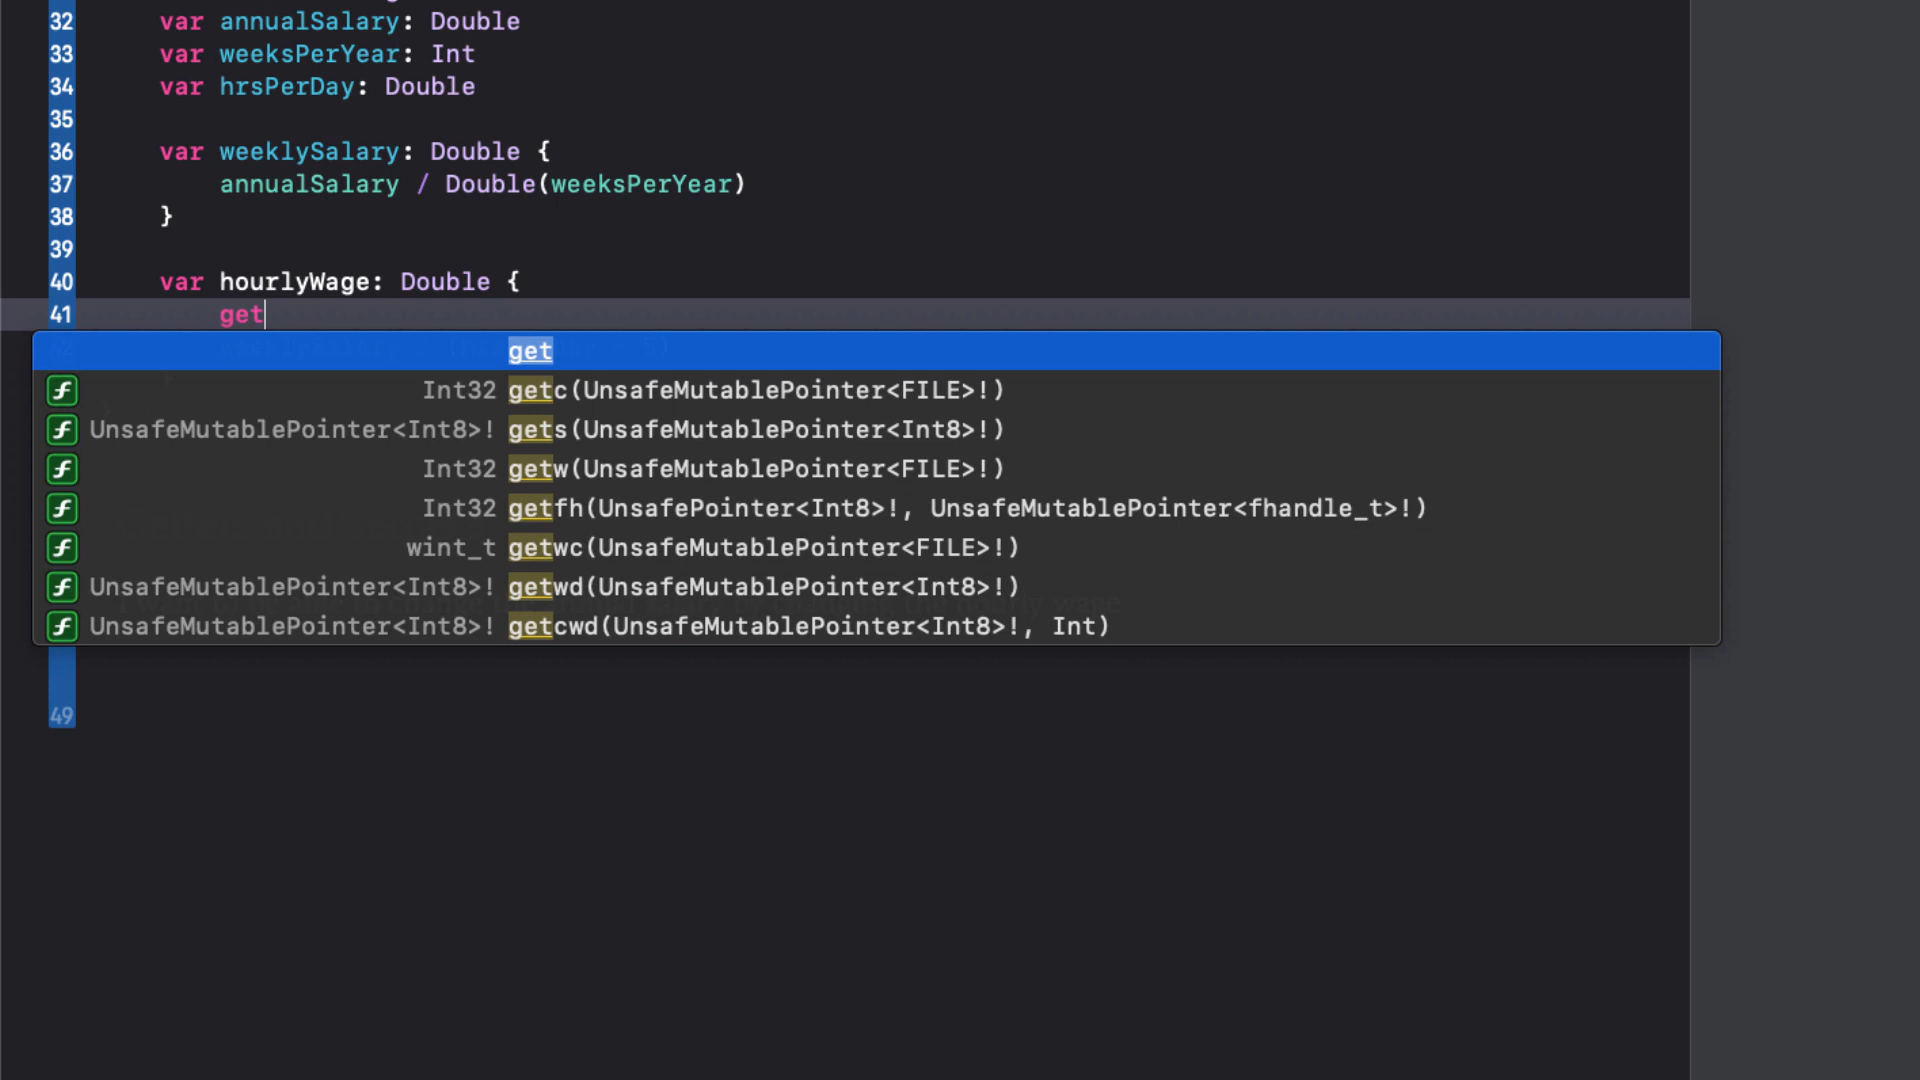 32 var annualSalary: Double
33 var weeksPerYear: Int
34 var hrsPerDay: Double
35
36 var weeklySalary: Double {
37 annualSalary / Double(weeksPerYear)
38 }
39
40 var hourlyWage: Double {
41 get
get
Int32 getc(UnsafeMutablePointer<FILE>!)
UnsafeMutablePointer<Int8>! gets(UnsafeMutablePointer<Int8>!)
Int32 getw(UnsafeMutablePointer<FILE>!)
Int32 getfh(UnsafePointer<Int8>!, UnsafeMutablePointer<fhandle_t>!)
wint_t getwc(UnsafeMutablePointer<FILE>!)
UnsafeMutablePointer<Int8>! getwd(UnsafeMutablePointer<Int8>!)
UnsafeMutablePointer<Int8>! getcwd(UnsafeMutablePointer<Int8>!, Int)
49